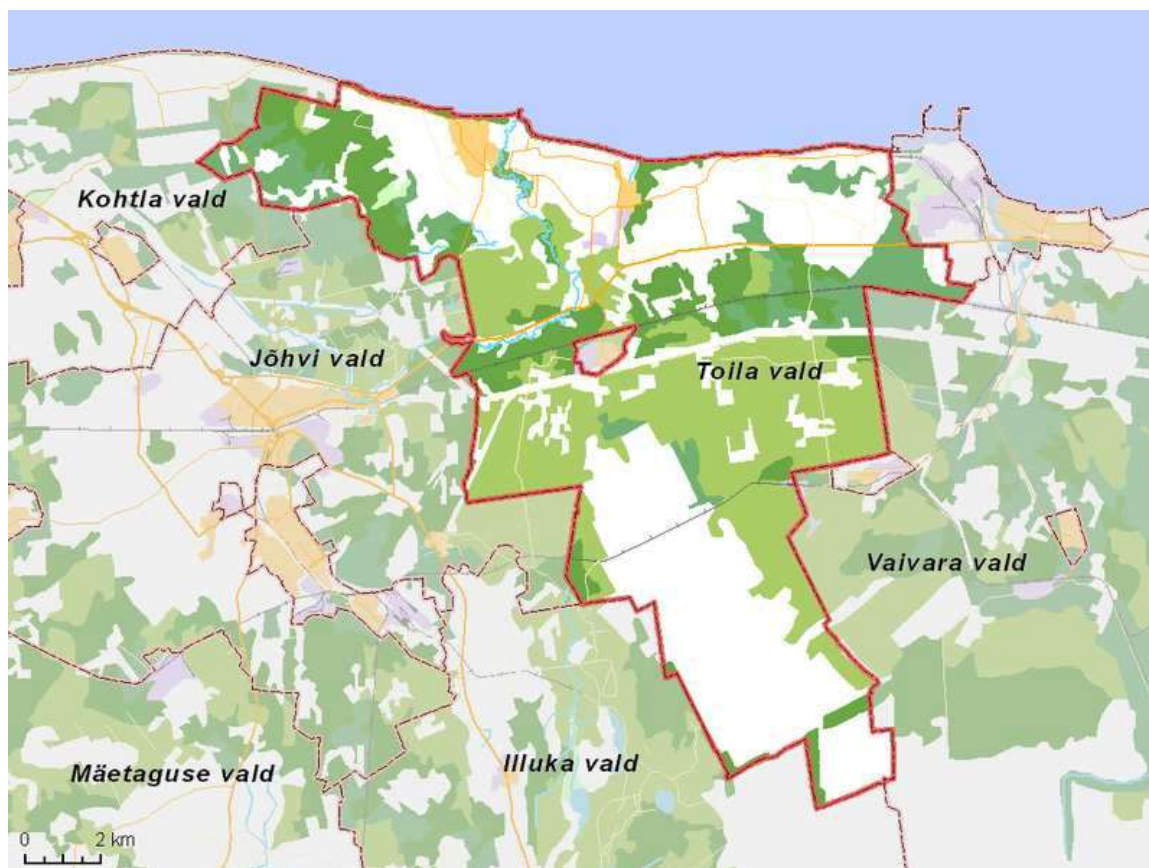 Kohtla vald
Jõhvi vald
Toila vald
Vaivara vald
Mäetaguse vald
Illuka vald
0 2 km